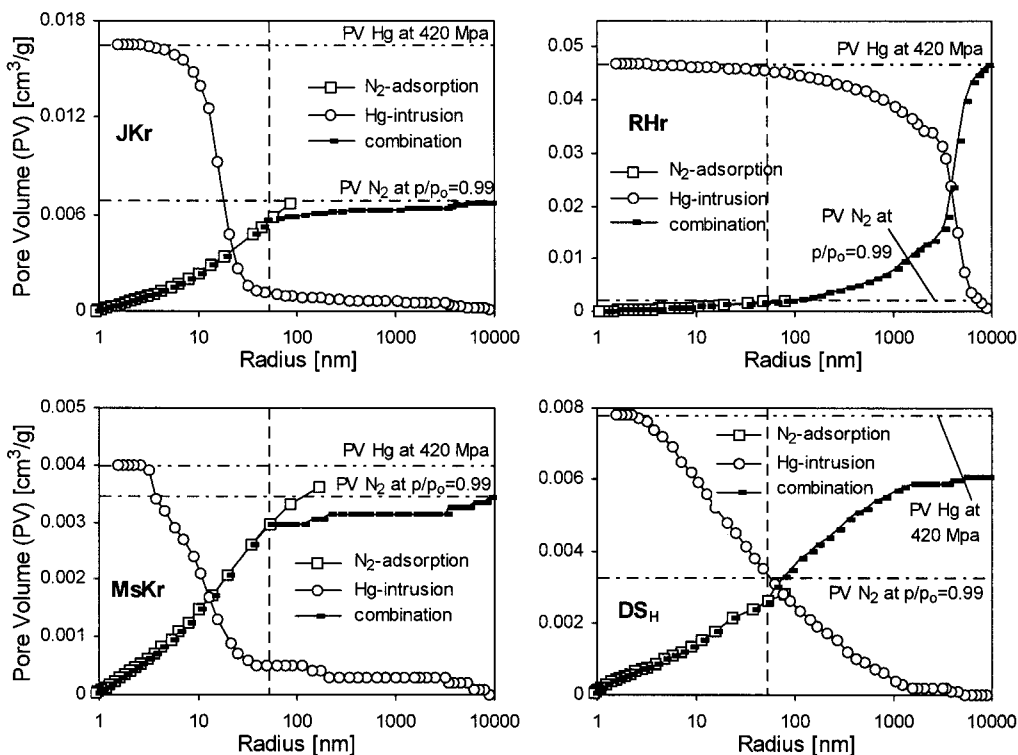 Pore Volume (PV) [cm³/g]
0.018
0.012
0.006
0
PV Hg at 420 Mpa
N₂-adsorption
Hg-intrusion
combination
JKr
PV N₂ at p/pₒ=0.99
1 10 100 1000 10000
Radius [nm]
0.05
0.04
0.03
0.02
0.01
0
PV Hg at 420 Mpa
RHr
N₂-adsorption
Hg-intrusion
combination
PV N₂ at
p/pₒ=0.99
1 10 100 1000 10000
Radius [nm]
Pore Volume (PV) [cm³/g]
0.005
0.004
0.003
0.002
0.001
0
PV Hg at 420 Mpa
PV N₂ at p/pₒ=0.99
N₂-adsorption
Hg-intrusion
combination
MsKr
1 10 100 1000 10000
Radius [nm]
0.008
0.006
0.004
0.002
0
N₂-adsorption
Hg-intrusion
combination
PV Hg at
420 Mpa
PV N₂ at p/pₒ=0.99
DS_H
1 10 100 1000 10000
Radius [nm]